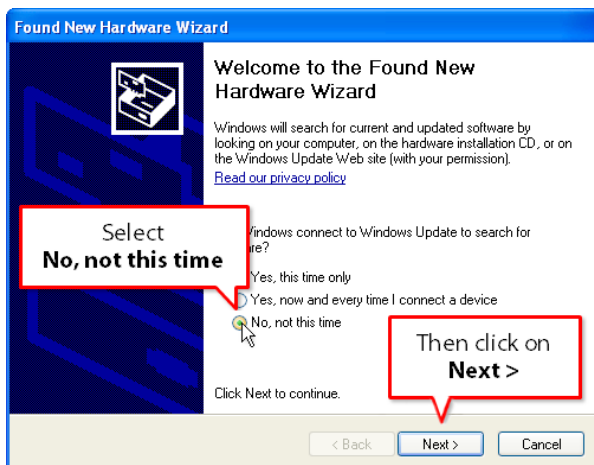 Found New Hardware Wizard
Welcome to the Found New
Hardware Wizard
Windows will search for current and updated software by
looking on your computer, on the hardware installation CD, or on
the Windows Update Web site (with your permission).
Read our privacy policy
Select
No, not this time
Windows connect to Windows Update to search for
re?
Yes, this time only
Yes, now and every time I connect a device
No, not this time
Then click on
Next >
Click Next to continue.
< Back
Next >
Cancel